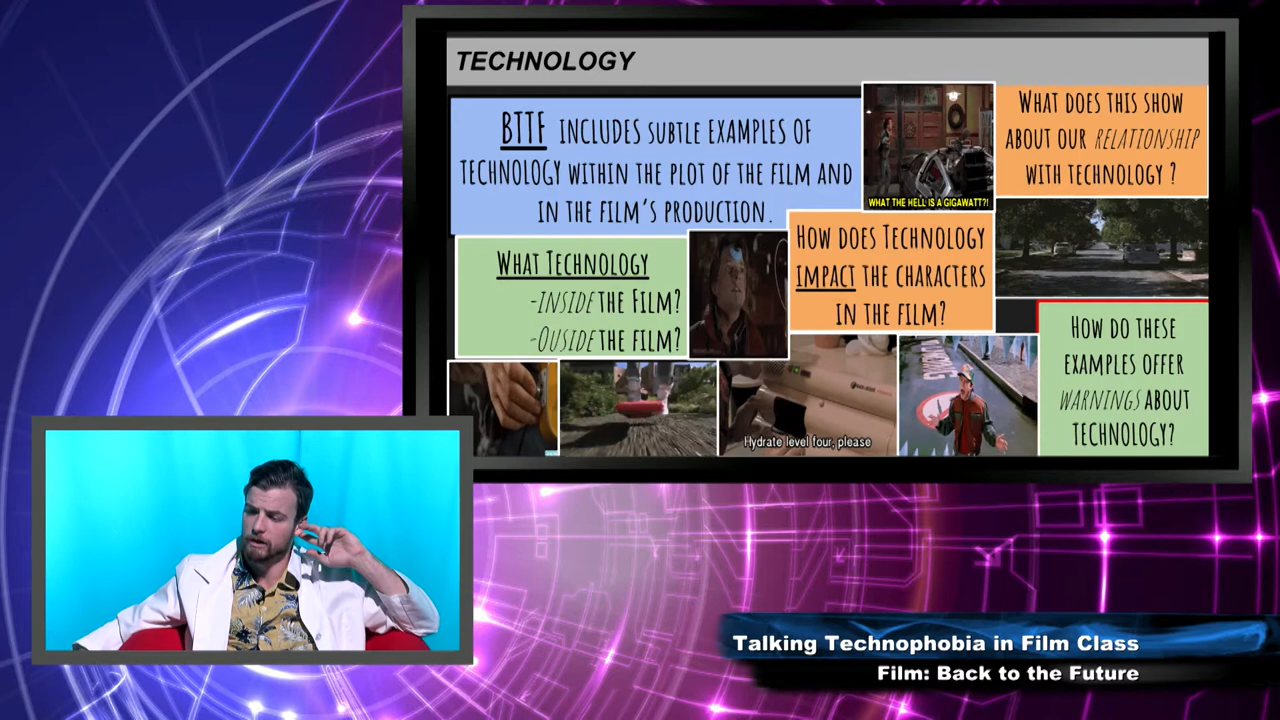 TECHNOLOGY
BTTF INCLUDES SUBTLE EXAMPLES OF
TECHNOLOGY WITHIN THE PLOT OF THE FILM AND
IN THE FILM'S PRODUCTION.
WHAT THE HELL IS A GIGAWATT?!
WHAT DOES THIS SHOW
ABOUT OUR RELATIONSHIP
WITH TECHNOLOGY ?
WHAT TECHNOLOGY
-INSIDE THE FILM?
-OUSIDE THE FILM?
HOW DOES TECHNOLOGY
IMPACT THE CHARACTERS
IN THE FILM?
HOW DO THESE
EXAMPLES OFFER
WARNINGS ABOUT
TECHNOLOGY?
Hydrate level four, please
Talking Technophobia in Film Class
Film: Back to the Future